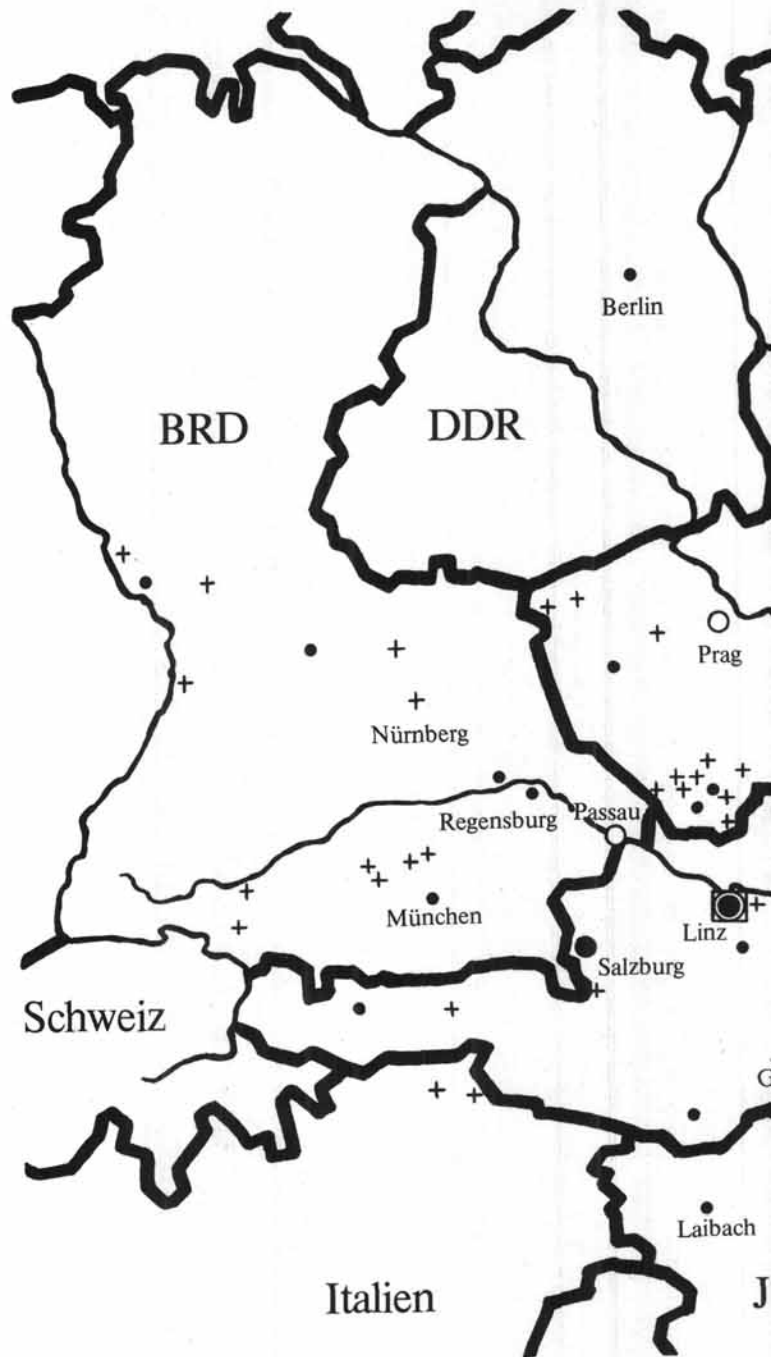 Berlin
BRD
DDR
Prag
Nürnberg
Passau
Regensburg
München
Linz
Salzburg
Schweiz
G
Laibach
Italien
J